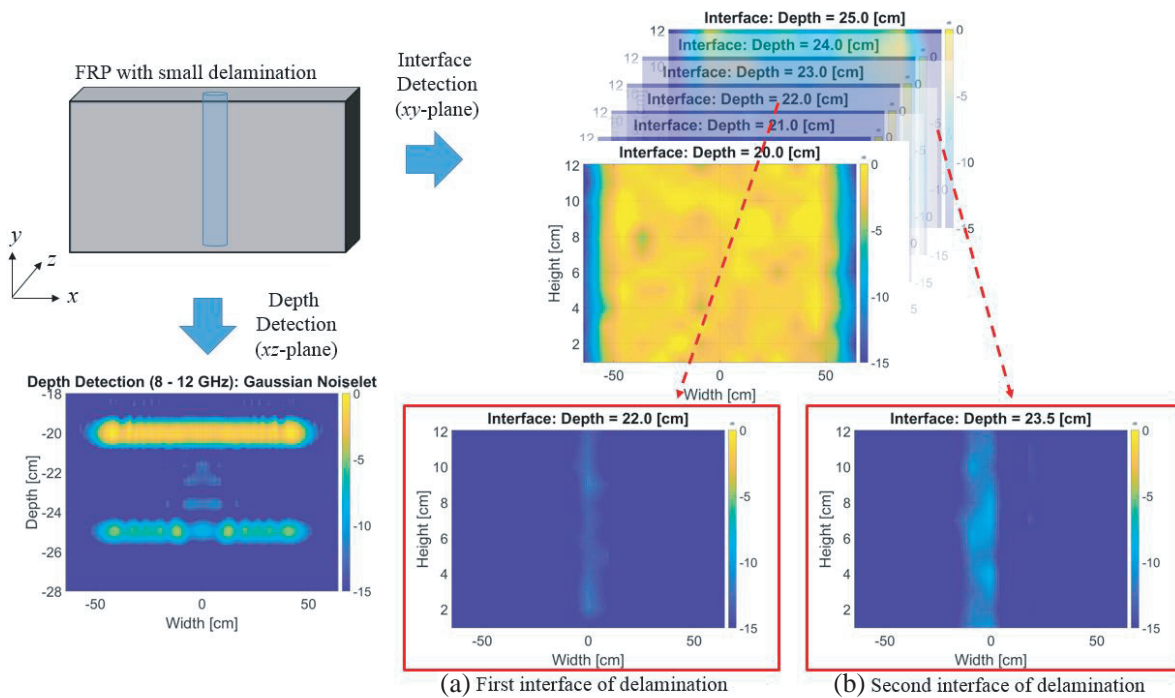 FRP with small delamination
y
z
x
Interface
Detection
(xy-plane)
Depth
Detection
(xz-plane)
Interface: Depth = 25.0 [cm]
Interface: Depth = 24.0 [cm]
Interface: Depth = 23.0 [cm]
Interface: Depth = 22.0 [cm]
Interface: Depth = 21.0 [cm]
Interface: Depth = 20.0 [cm]
12
10
8
6
4
2
Height [cm]
-50 0 50
Width [cm]
0
-5
-10
-15
Depth Detection (8 - 12 GHz): Gaussian Noiselet
-18
-20
-22
-24
-26
-28
Depth [cm]
-50 0 50
Width [cm]
0
-5
-10
-15
Interface: Depth = 22.0 [cm]
12
10
8
6
4
2
Height [cm]
-50 0 50
Width [cm]
0
-5
-10
-15
(a) First interface of delamination
Interface: Depth = 23.5 [cm]
12
10
8
6
4
2
Height [cm]
-50 0 50
Width [cm]
0
-5
-10
-15
(b) Second interface of delamination